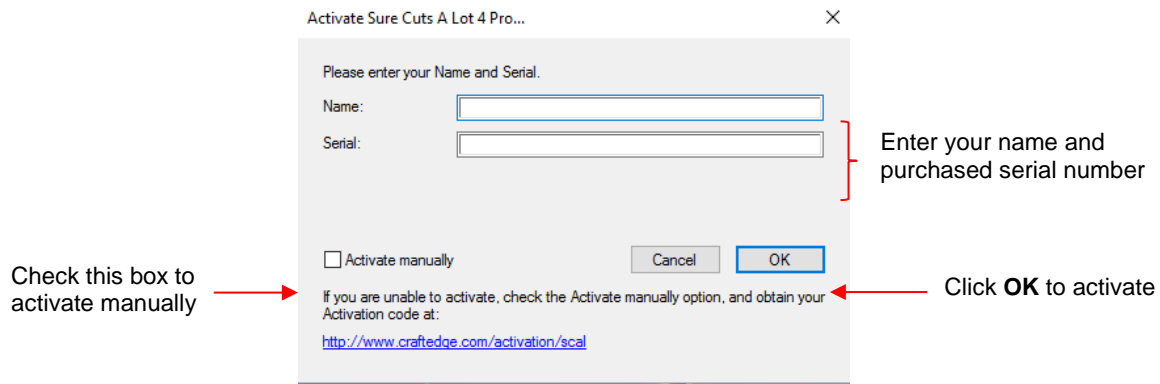 Activate Sure Cuts A Lot 4 Pro...
Please enter your Name and Serial.
Name:
Serial:
Enter your name and
purchased serial number
Activate manually
Cancel
OK
Check this box to
activate manually
Click OK to activate
If you are unable to activate, check the Activate manually option, and obtain your
Activation code at:
http://www.craftedge.com/activation/scal